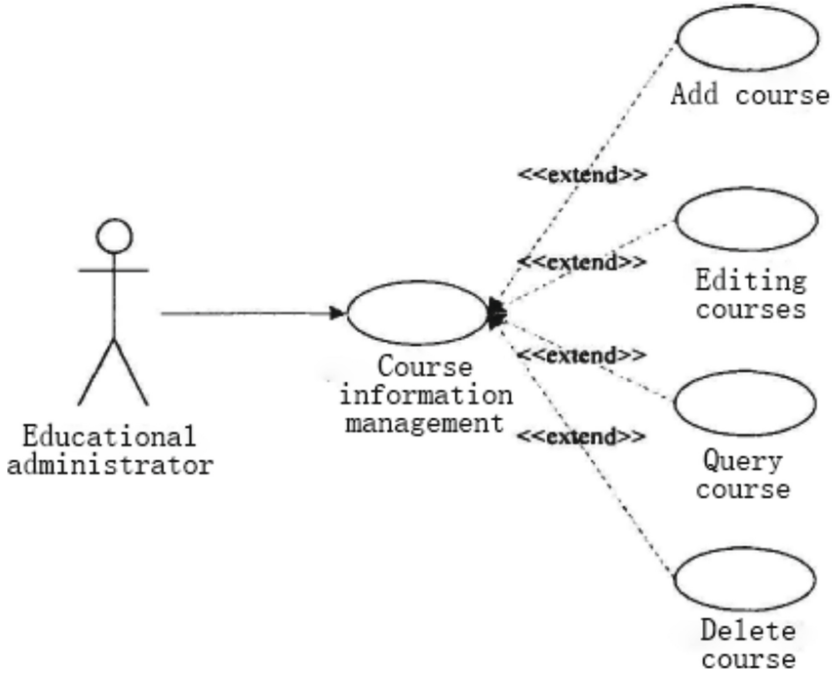 Add course
<<extend>>
<<extend>>
Editing
courses
<<extend>>
Course
information
management
<<extend>>
Educational
administrator
Query
course
Delete
course